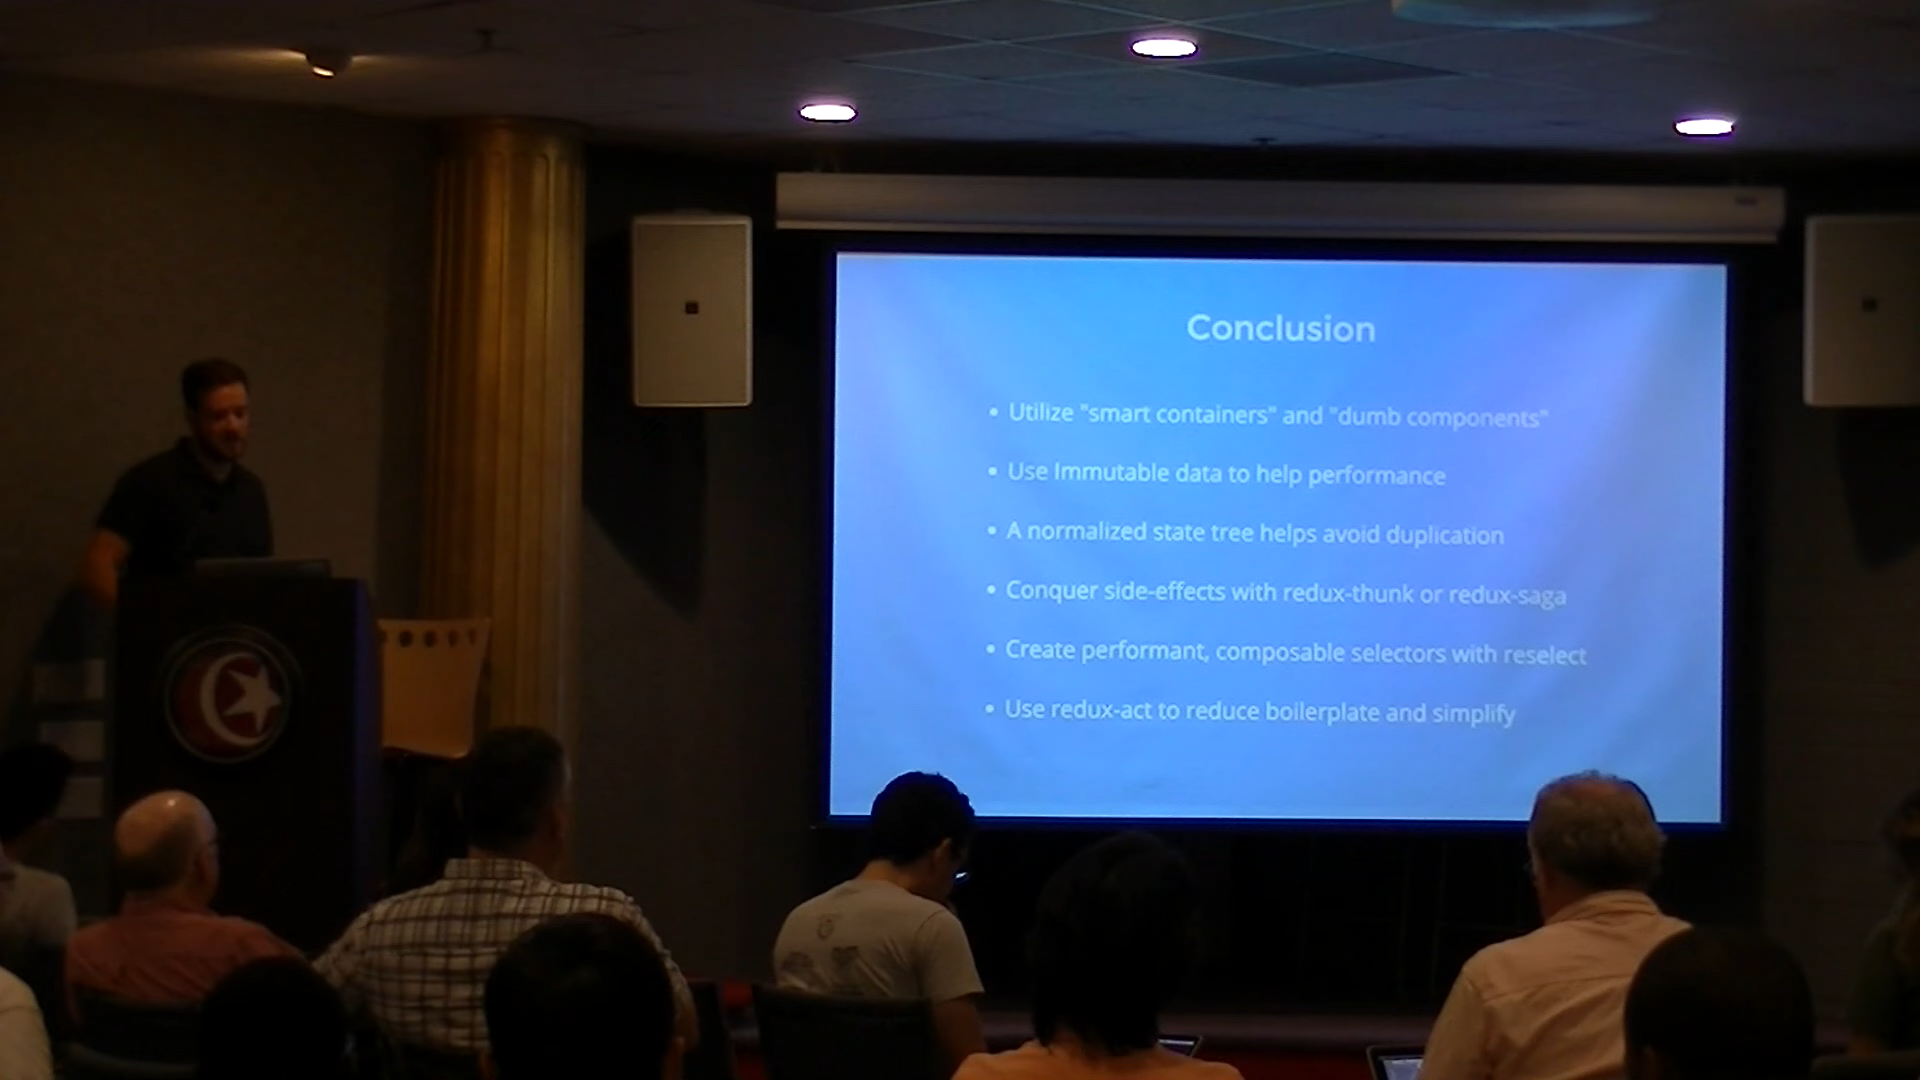 Conclusion
• Utilize "smart containers" and "dumb components"
• Use Immutable data to help performance
• A normalized state tree helps avoid duplication
• Conquer side-effects with redux-thunk or redux-saga
• Create performant, composable selectors with reselect
• Use redux-act to reduce boilerplate and simplify